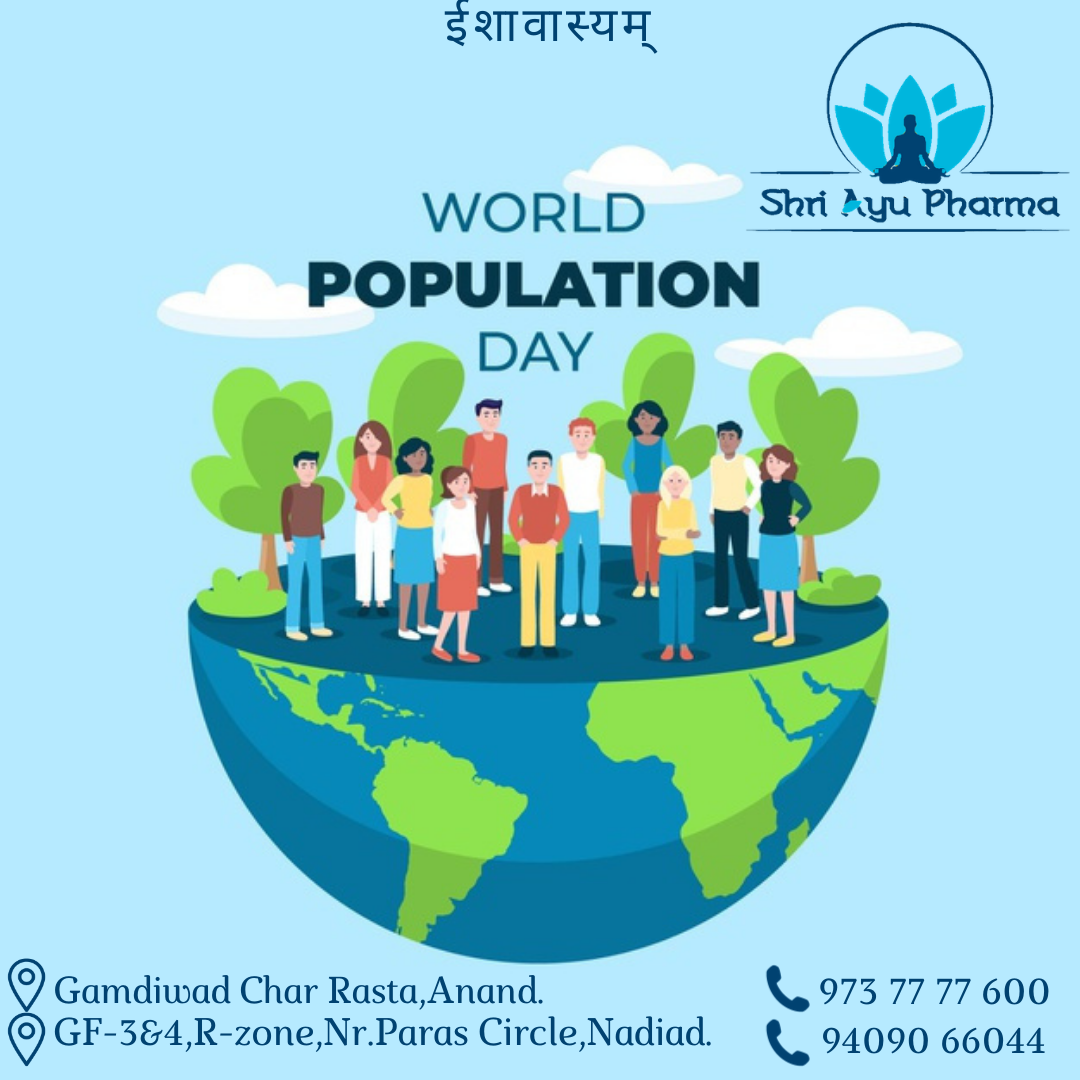 ईशावास्यम्
Shri Ayu Pharma
WORLD
POPULATION
DAY
Gamdiwad Char Rasta,Anand.
GF-3&4,R-zone,Nr.Paras Circle,Nadiad.
973 77 77 600
94090 66044